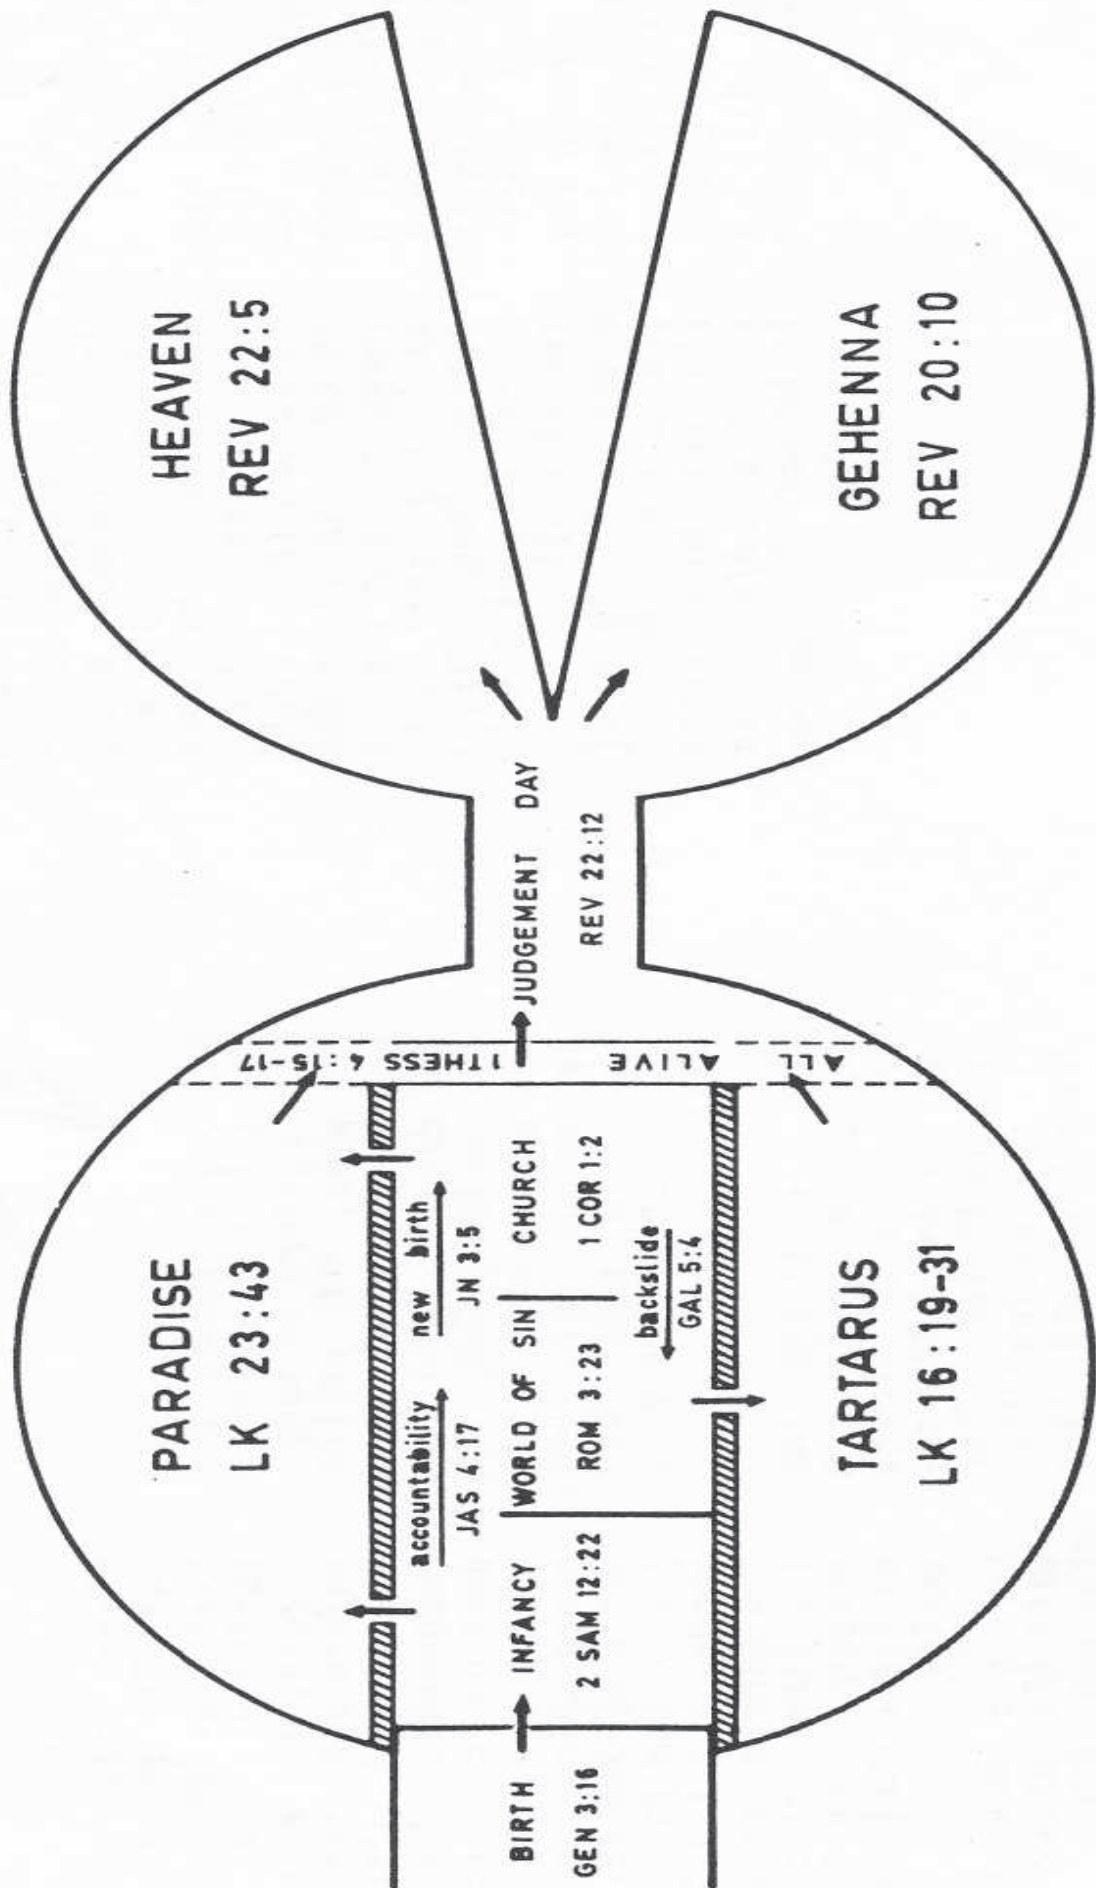 PARADISE
LK 23:43
BIRTH
GEN 3:16
INFANCY
2 SAM 12:22
accountability
JAS 4:17
WORLD OF SIN
ROM 3:23
new birth
JN 3:5
CHURCH
1 COR 1:2
backslide
GAL 5:4
TARTARUS
LK 16:19-31
ALL ALIVE 1THESS 4:15-17
JUDGEMENT DAY
REV 22:12
HEAVEN
REV 22:5
GEHENNA
REV 20:10